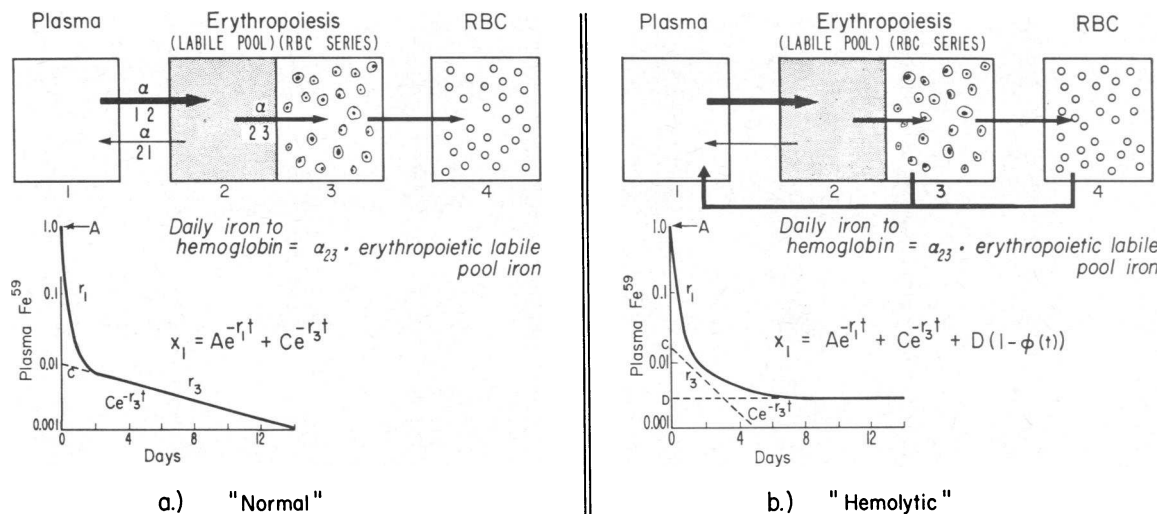 Plasma
Erythropoiesis
(LABILE POOL) (RBC SERIES)
RBC
α
12
α
21
α
23
1
2
3
4
Daily iron to
hemoglobin = α₂₃ · erythropoietic labile
pool iron
Plasma Fe⁵⁹
1.0
0.1
0.01
0.001
A
r₁
C
r₃
Ce^-r₃t
x₁ = Ae^-r₁t + Ce^-r₃t
0 4 8 12
Days
a.) "Normal"
Plasma
Erythropoiesis
(LABILE POOL) (RBC SERIES)
RBC
1
2
3
4
Daily iron to
hemoglobin = α₂₃ · erythropoietic labile
pool iron
Plasma Fe⁵⁹
1.0
0.1
0.01
0.001
A
r₁
C
r₃
D
Ce^-r₃t
x₁ = Ae^-r₁t + Ce^-r₃t + D(1-φ(t))
0 4 8 12
Days
b.) "Hemolytic"